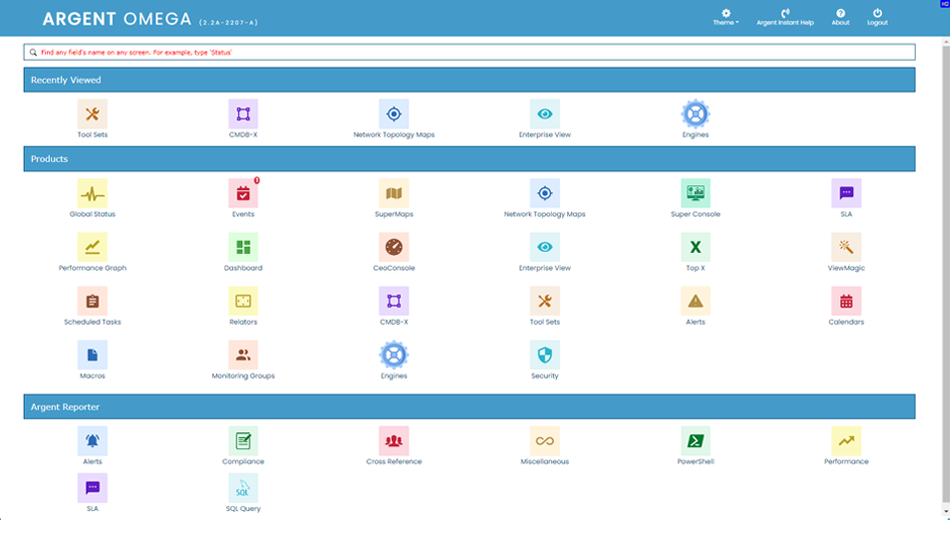 ARGENT OMEGA (2.2A-2207-A)
Theme Argent Instant Help About Logout
Find any field's name on any screen. For example, type 'Status'
Recently Viewed
Tool Sets CMDB-X Network Topology Maps Enterprise View Engines
Products
Global Status Events SuperMaps Network Topology Maps Super Console SLA
Performance Graph Dashboard CeoConsole Enterprise View Top X ViewMagic
Scheduled Tasks Relators CMDB-X Tool Sets Alerts Calendars
Macros Monitoring Groups Engines Security
Argent Reporter
Alerts Compliance Cross Reference Miscellaneous PowerShell Performance
SQL
SLA SQL Query